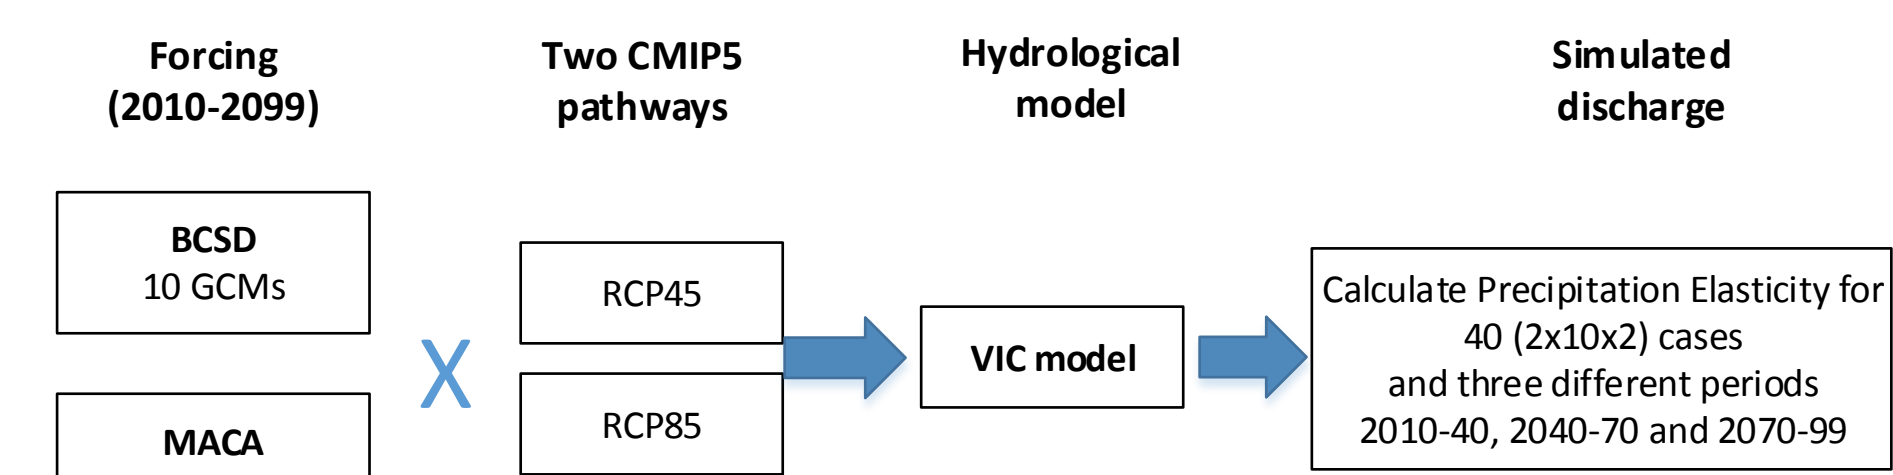 Forcing
(2010-2099)
Two CMIP5
pathways
Hydrological
model
Simulated
discharge
BCSD
10 GCMs
MACA
X
RCP45
RCP85
VIC model
Calculate Precipitation Elasticity for
40 (2x10x2) cases
and three different periods
2010-40, 2040-70 and 2070-99